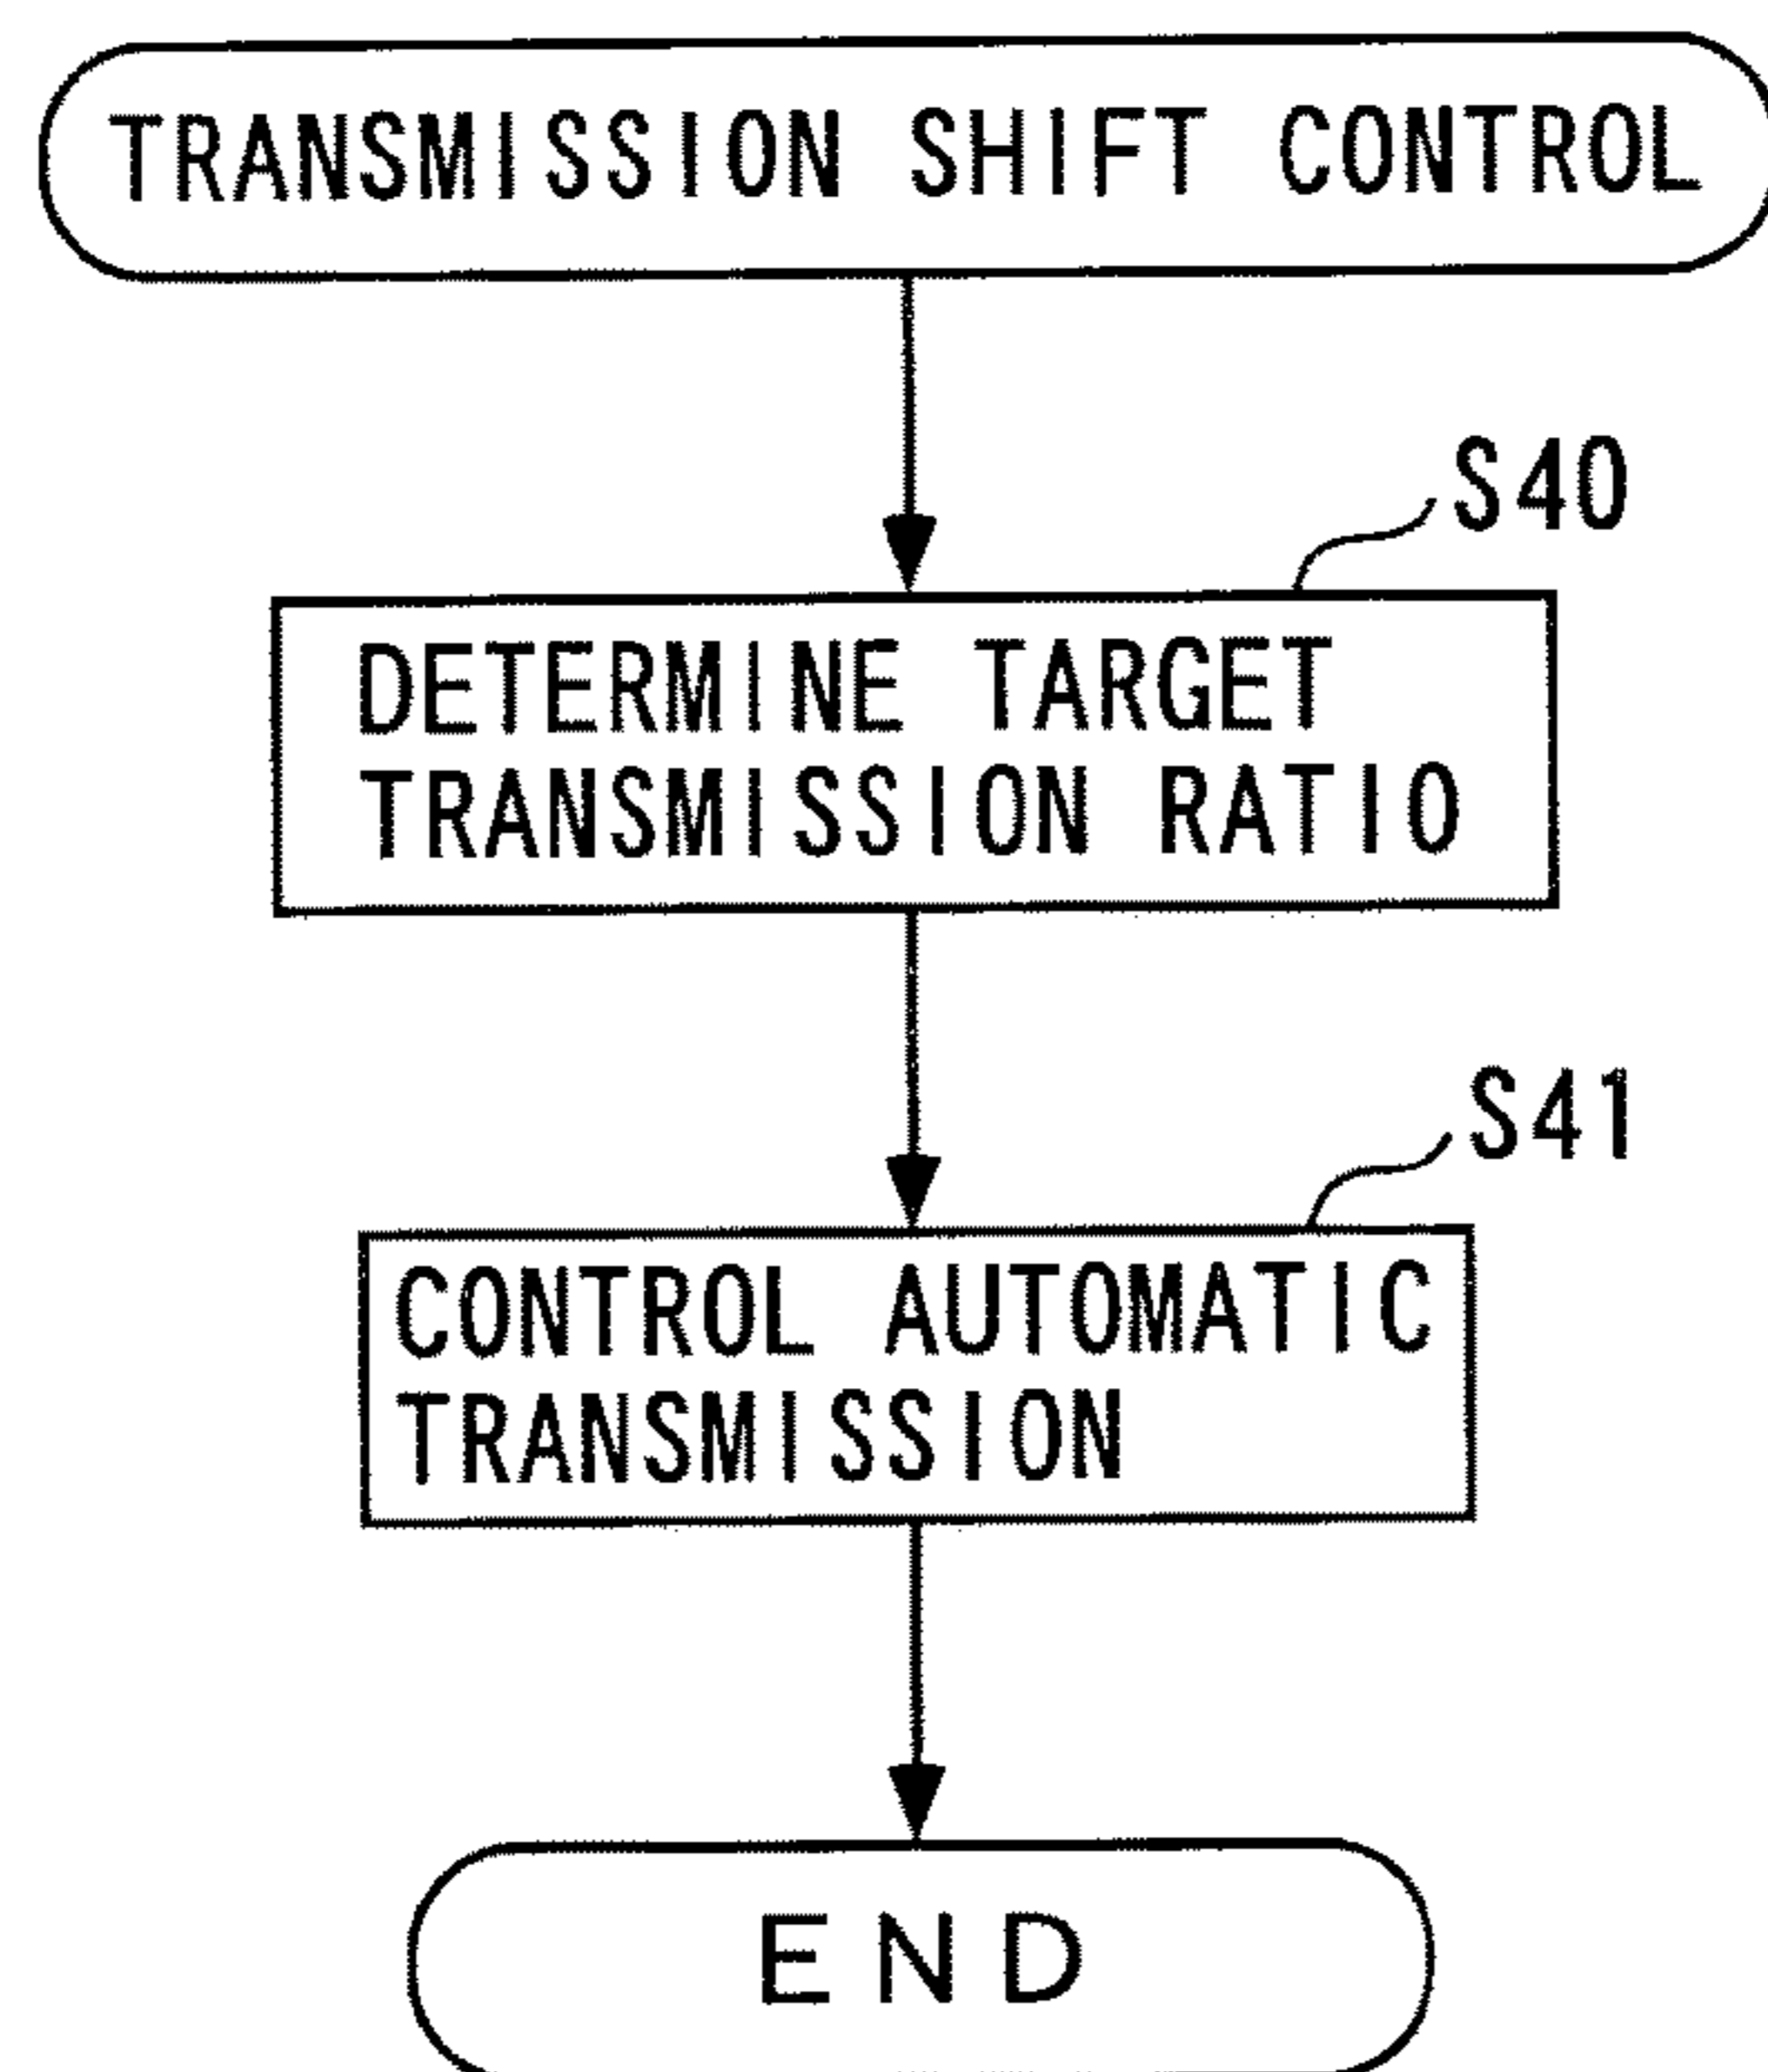 TRANSMISSION SHIFT CONTROL
S40
DETERMINE TARGET
TRANSMISSION RATIO
S41
CONTROL AUTOMATIC
TRANSMISSION
END